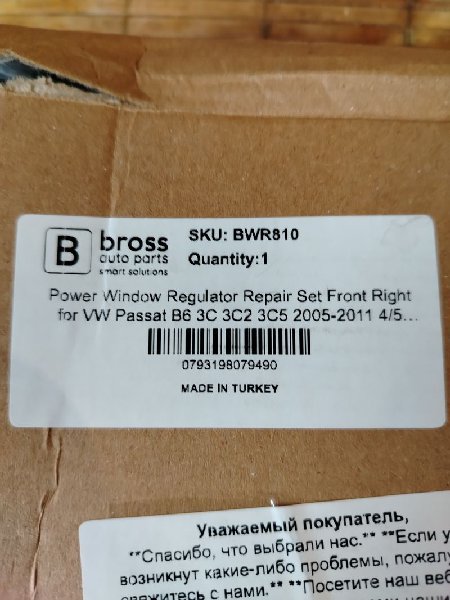 B
bross
auto parts
smart solutions
SKU: BWR810
Quantity:1
Power Window Regulator Repair Set Front Right
for VW Passat B6 3C 3C2 3C5 2005-2011 4/5...
0793198079490
MADE IN TURKEY
Уважаемый покупатель,
**Спасибо, что выбрали нас.** **Если у
возникнут какие-либо проблемы, пожалу
свяжитесь с нами.** **Посетите наш веб